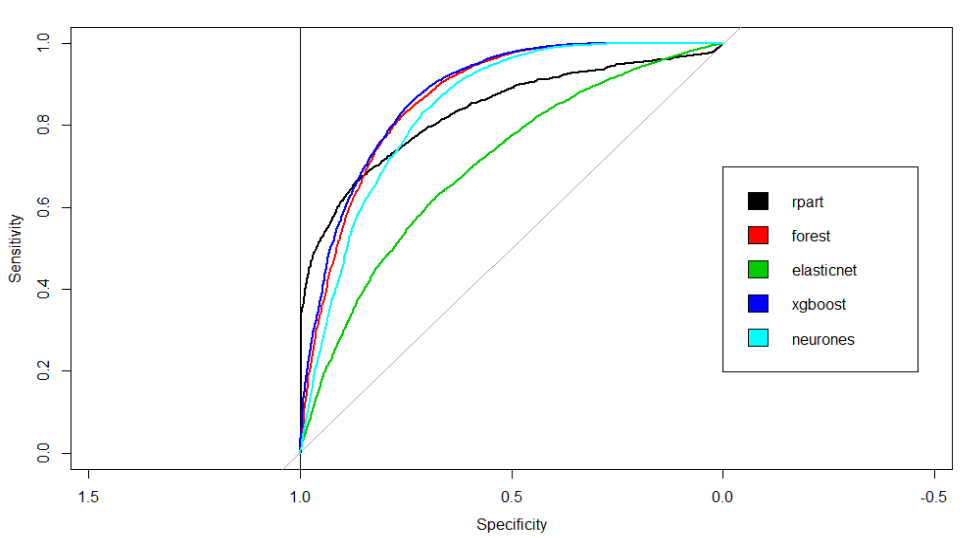 1.0
0.8
0.6
0.4
0.2
0.0
Sensitivity
rpart
forest
elasticnet
xgboost
neurones
1.5 1.0 0.5 0.0 -0.5
Specificity